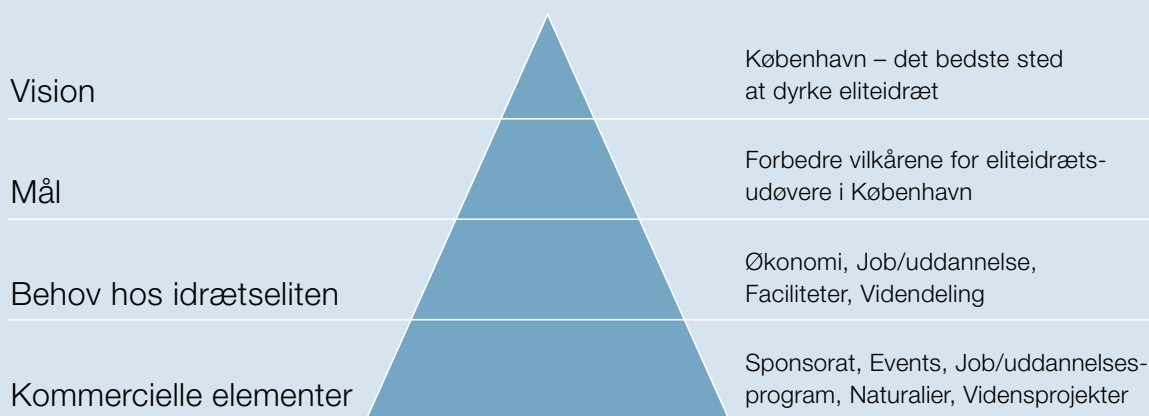 Vision
København – det bedste sted
at dyrke eliteidræt
Mål
Forbedre vilkårene for eliteidræts-
udøvere i København
Behov hos idrætseliten
Økonomi, Job/uddannelse,
Faciliteter, Videndeling
Kommercielle elementer
Sponsorat, Events, Job/uddannelses-
program, Naturalier, Vidensprojekter